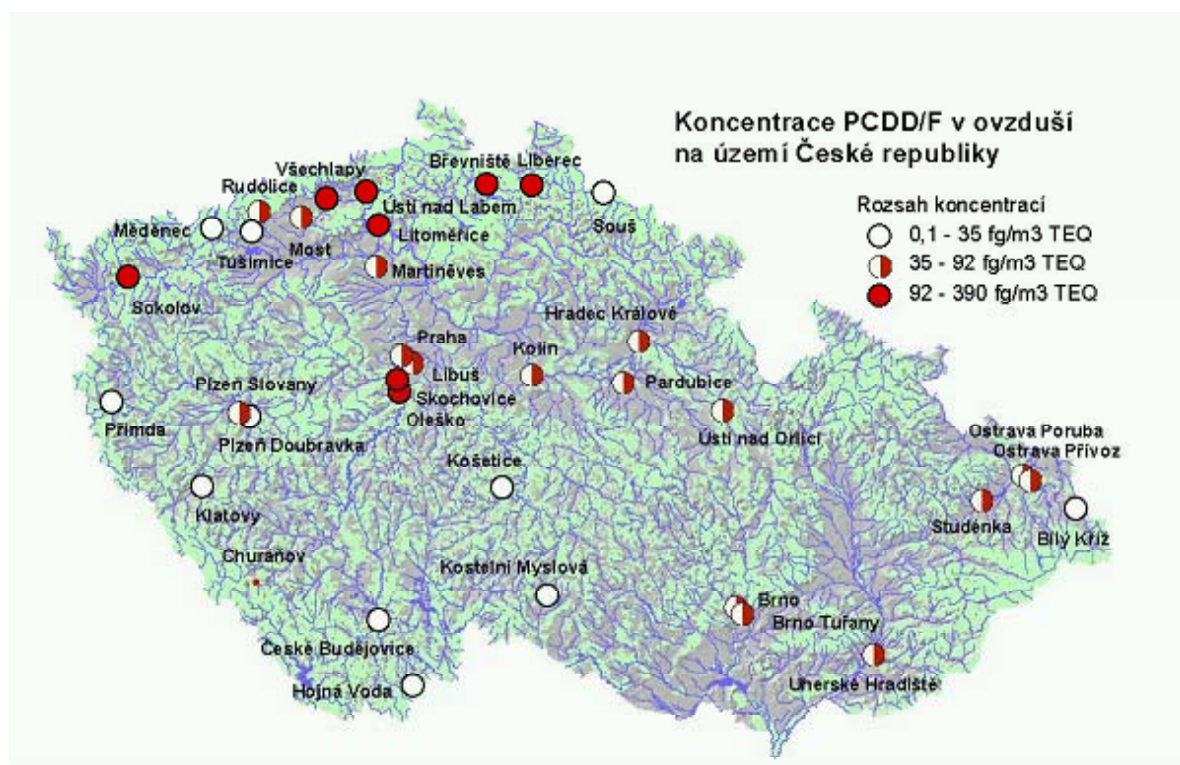 Koncentrace PCDD/F v ovzduší
na území České republiky
Rozsah koncentrací
0,1 - 35 fg/m3 TEQ
35 - 92 fg/m3 TEQ
92 - 390 fg/m3 TEQ
Všechlapy
Břevniště
Liberec
Rudolice
Ústí nad Labem
Souš
Měděnec
Most
Litoměřice
Tušimice
Martiněves
Sokolov
Hradec Králové
Praha
Kolín
Libuš
Plzeň Slovany
Pardubice
Skochovice
Oleško
Přimda
Plzeň Doubravka
Ústí nad Orlicí
Ostrava Poruba
Ostrava Přívoz
Košetice
Klatovy
Studénka
Bílý Kříž
Churáňov
Kostelní Myslová
Brno
Brno Tuřany
České Budějovice
Hojná Voda
Uherské Hradiště